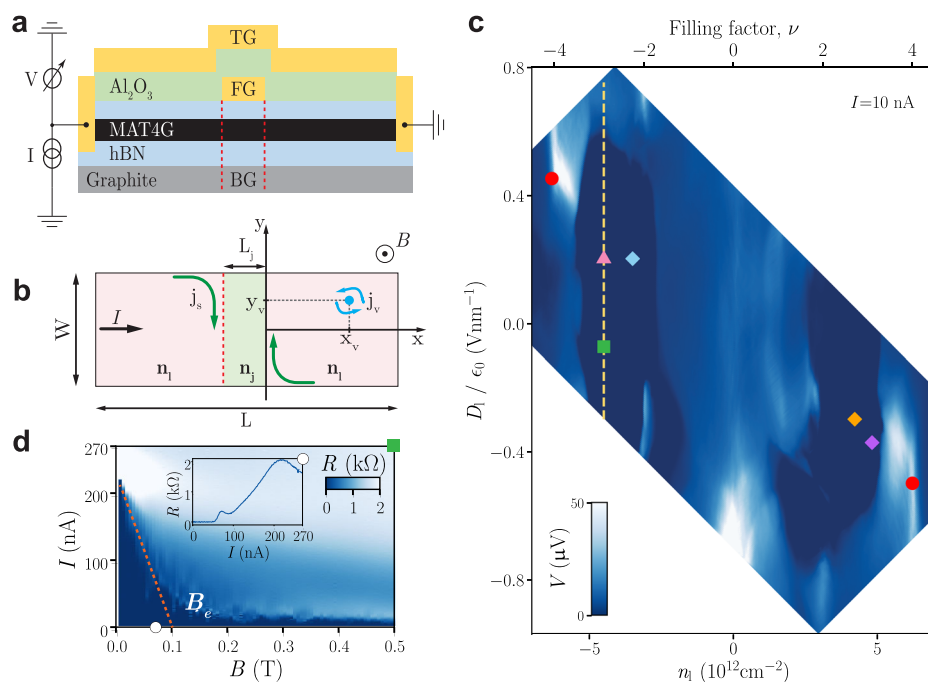 a
TG
V
Al2O3
FG
MAT4G
I
hBN
Graphite
BG
b
y
B
Lj
W
I
js
yv
jv
xv
x
nl
nj
nl
L
c
Filling factor, ν
−4 −2 0 2 4
I=10 nA
Dl / ϵ0 (Vnm−1)
0.8
0.4
0.0
−0.4
−0.8
V (μV)
50
0
−5 0 5
nl (10^12cm−2)
d
I (nA)
270
200
100
0
R (kΩ)
2
1
0
0 100 200 270
I (nA)
R (kΩ)
0 1 2
Be
0.0 0.1 0.2 0.3 0.4 0.5
B (T)